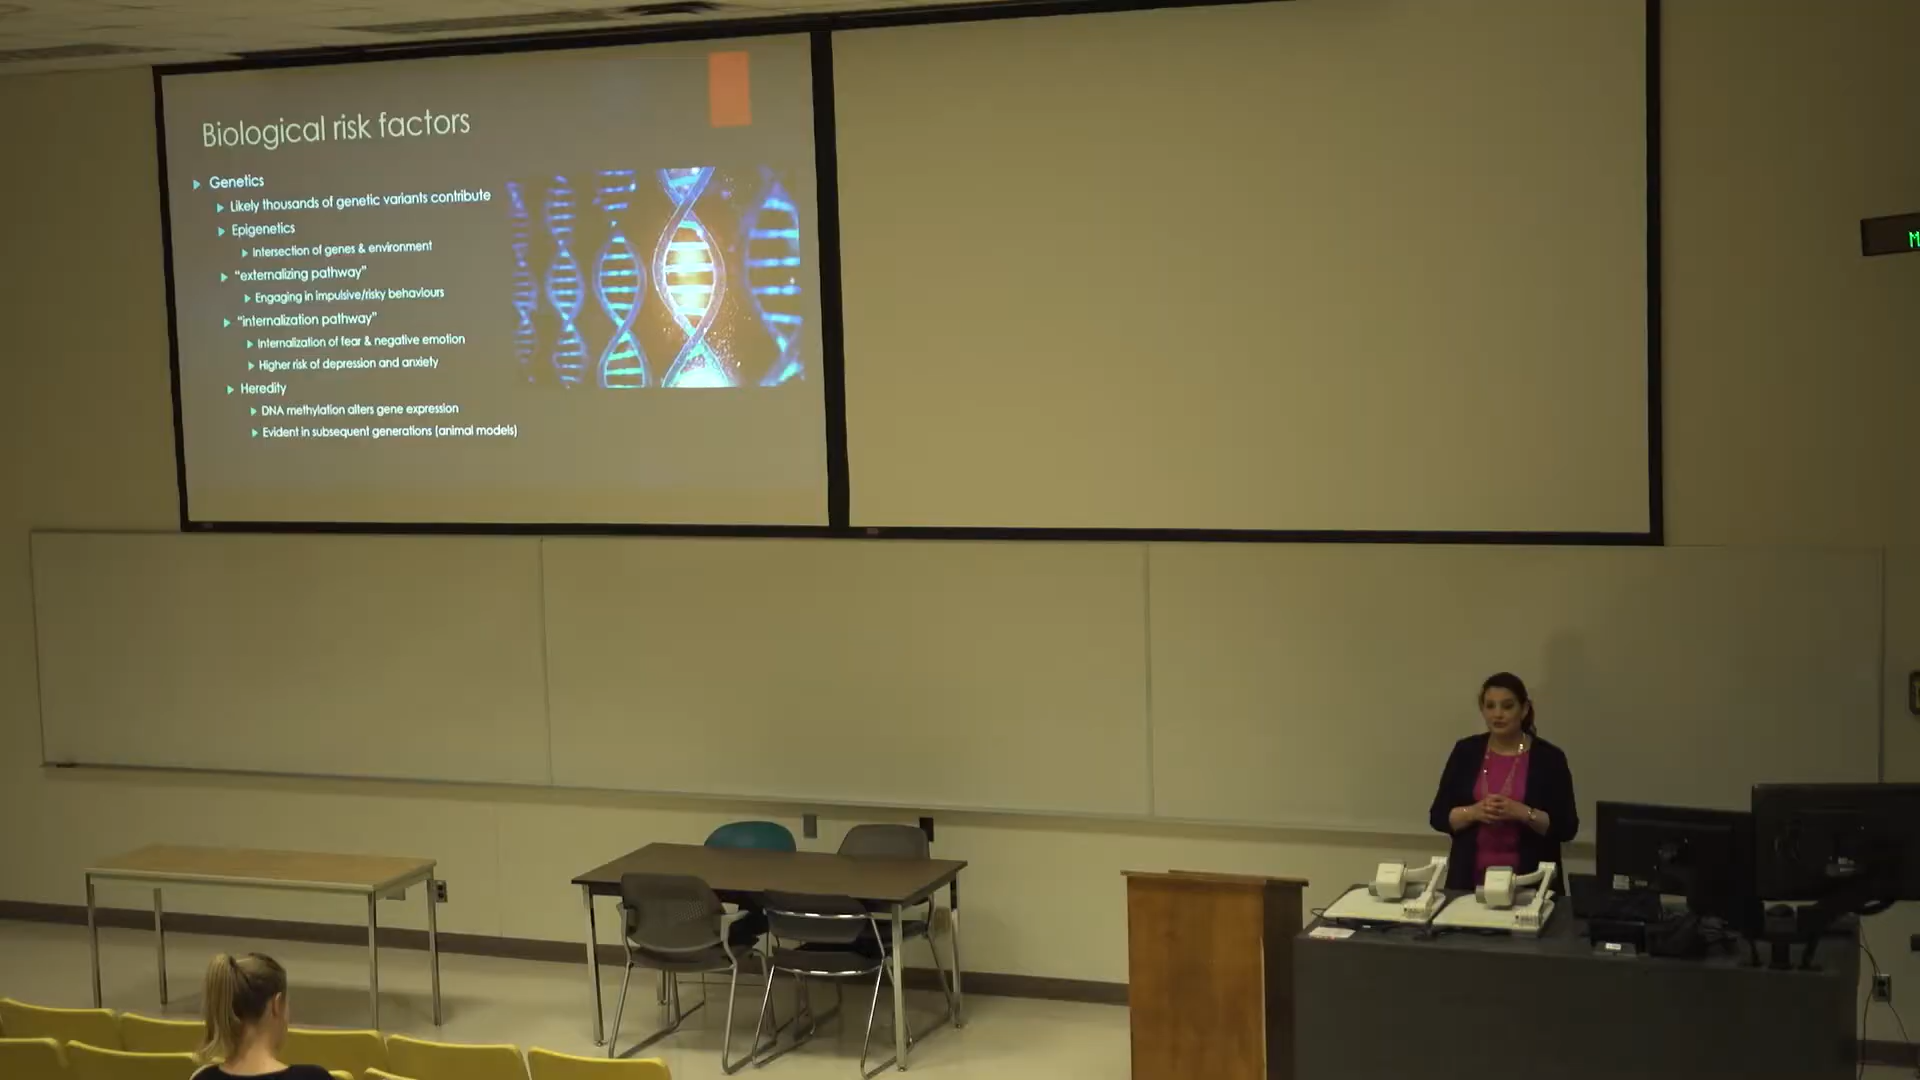 Biological risk factors
Genetics
Likely thousands of genetic variants contribute
Epigenetics
Intersection of genes & environment
"externalizing pathway"
Engaging in impulsive/risky behaviours
"internalization pathway"
Internalization of fear & negative emotion
Higher risk of depression and anxiety
Heredity
DNA methylation alters gene expression
Evident in subsequent generations (animal models)